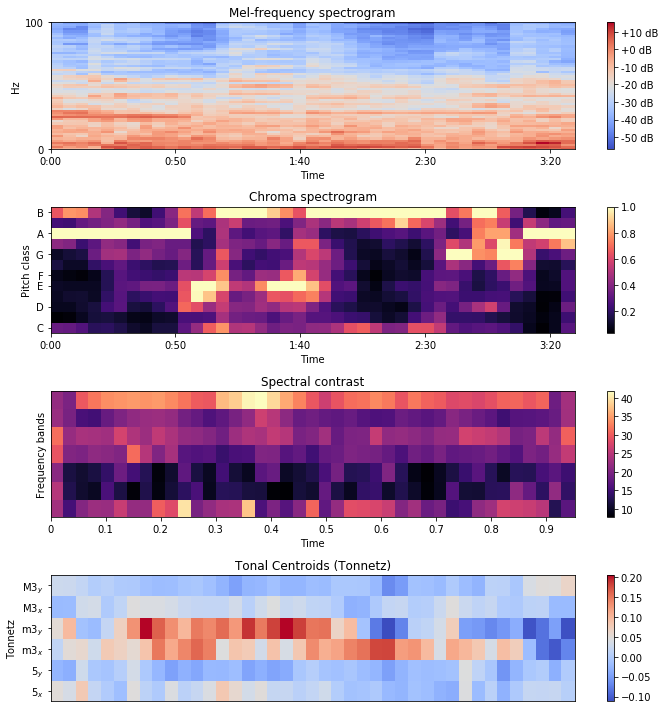 Mel-frequency spectrogram
100
Hz
0
0:00 0:50 1:40 2:30 3:20
Time
+10 dB
+0 dB
-10 dB
-20 dB
-30 dB
-40 dB
-50 dB
Chroma spectrogram
B
A
G
F
E
D
C
Pitch class
0:00 0:50 1:40 2:30 3:20
Time
1.0
0.8
0.6
0.4
0.2
Spectral contrast
Frequency bands
0 0.1 0.2 0.3 0.4 0.5 0.6 0.7 0.8 0.9
Time
40
35
30
25
20
15
10
Tonal Centroids (Tonnetz)
M3y
M3x
m3y
m3x
5y
5x
Tonnetz
0.20
0.15
0.10
0.05
0.00
−0.05
−0.10